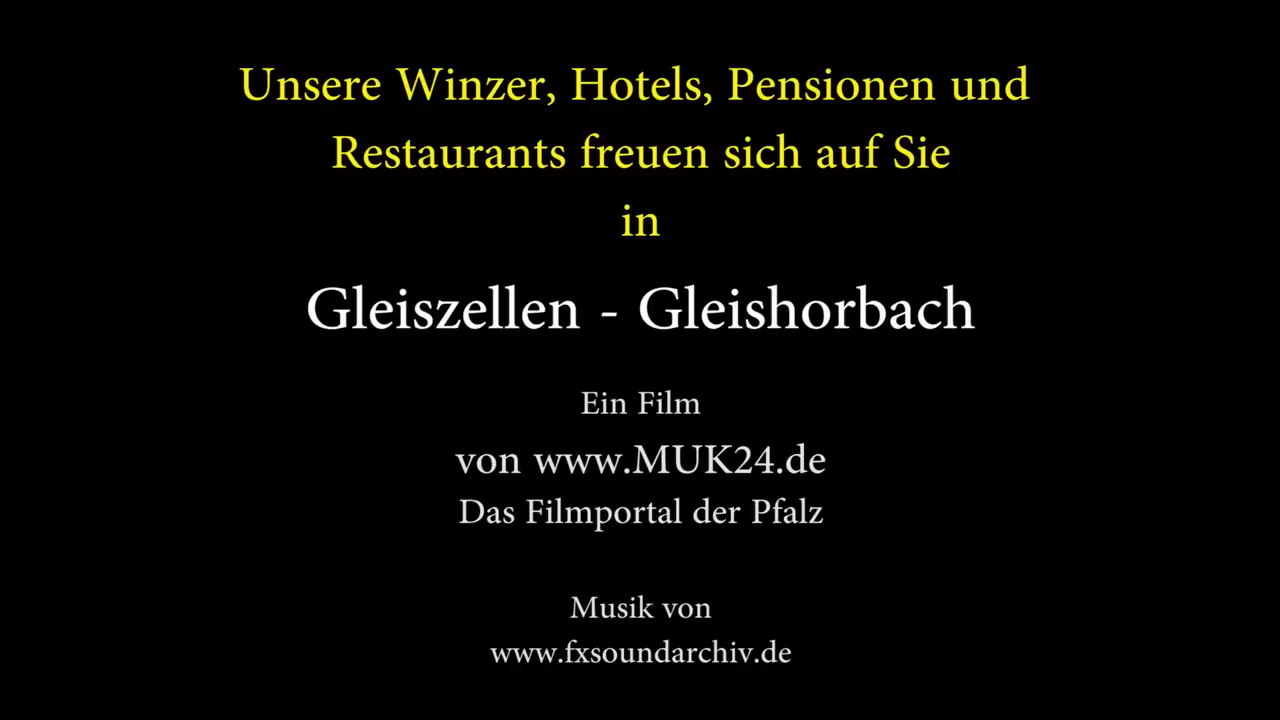 Unsere Winzer, Hotels, Pensionen und
Restaurants freuen sich auf Sie
in
Gleiszellen - Gleishorbach
Ein Film
von www.MUK24.de
Das Filmportal der Pfalz
Musik von
www.fxsoundarchiv.de